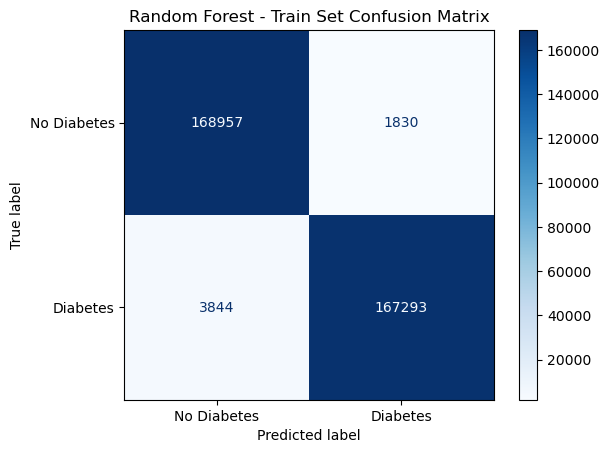 Random Forest - Train Set Confusion Matrix
True label
No Diabetes
Diabetes
168957
1830
3844
167293
No Diabetes
Diabetes
Predicted label
160000
140000
120000
100000
80000
60000
40000
20000